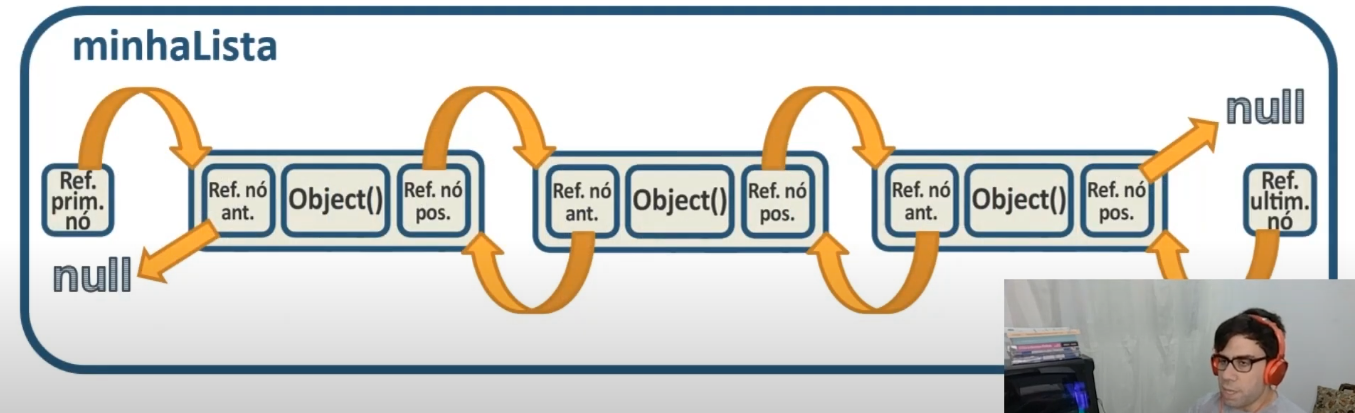 minhaLista
null
Ref.
prim.
nó
Ref. nó
ant.
Object()
Ref. nó
pos.
Ref. nó
ant.
Object()
Ref. nó
pos.
Ref. nó
ant.
Object()
Ref. nó
pos.
Ref.
ultim.
nó
null